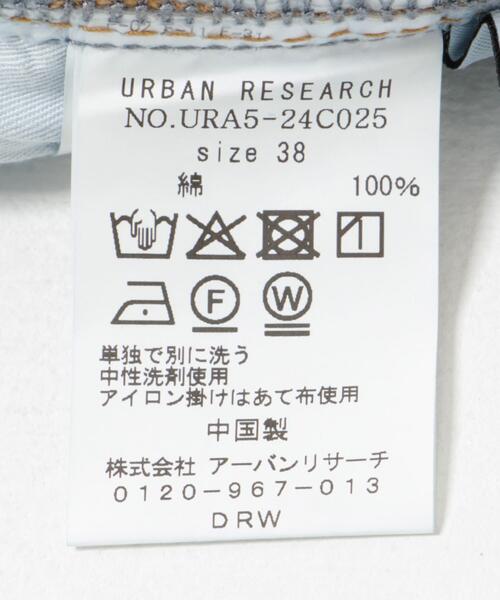 URBAN RESEARCH
NO.URA5-24C025
size 38
綿 100%
F W
単独で別に洗う
中性洗剤使用
アイロン掛けはあて布使用
中国製
株式会社 アーバンリサーチ
0120-967-013
DRW